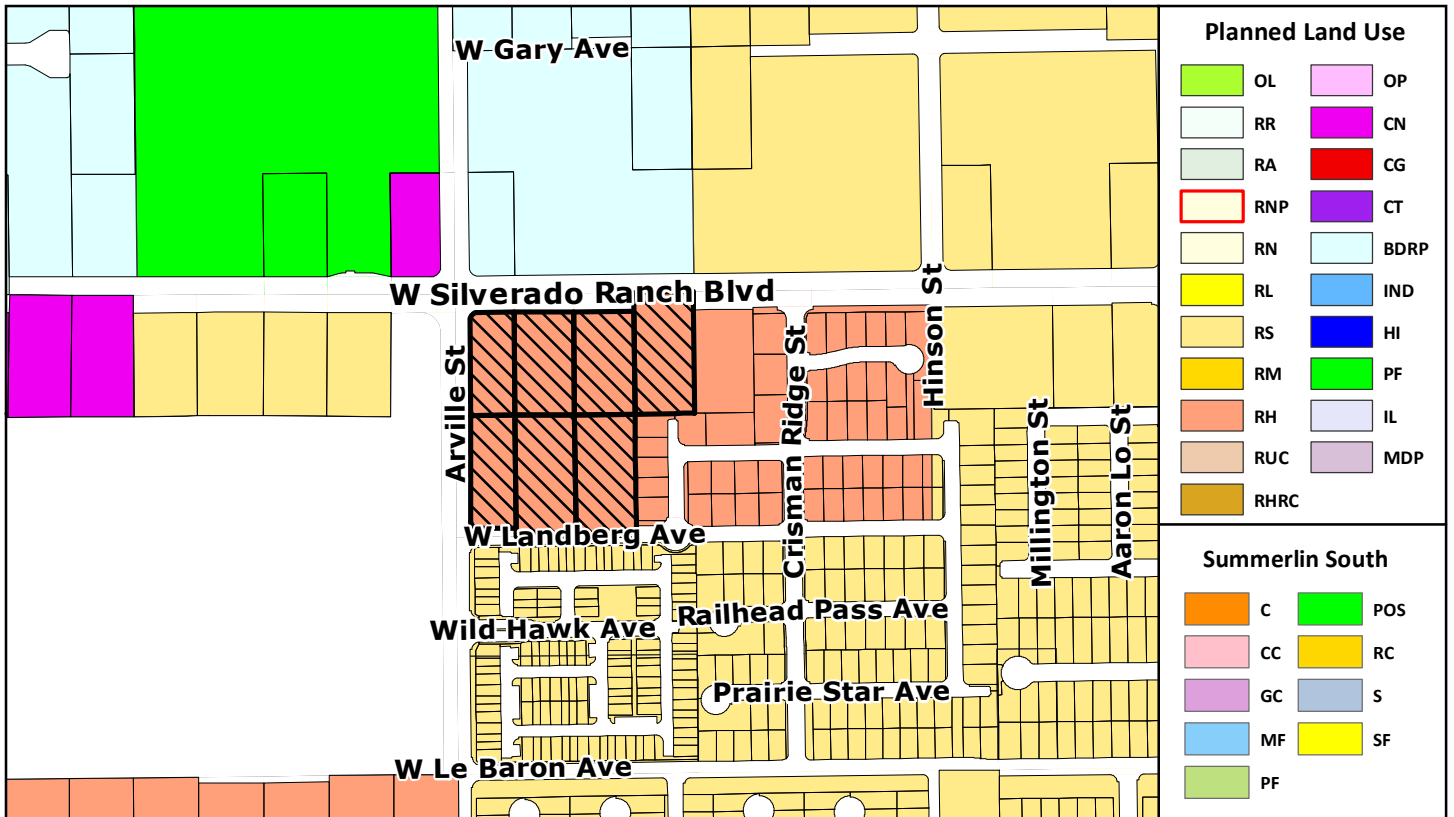 W Gary Ave
W Silverado Ranch Blvd
Arville St
Crisman Ridge St
Hinson St
Millington St
Aaron Lo St
W Landberg Ave
Railhead Pass Ave
Wild Hawk Ave
Prairie Star Ave
W Le Baron Ave
Planned Land Use
OL OP
RR CN
RA CG
RNP CT
RN BDRP
RL IND
RS HI
RM PF
RH IL
RUC MDP
RHRC
Summerlin South
C POS
CC RC
GC S
MF SF
PF